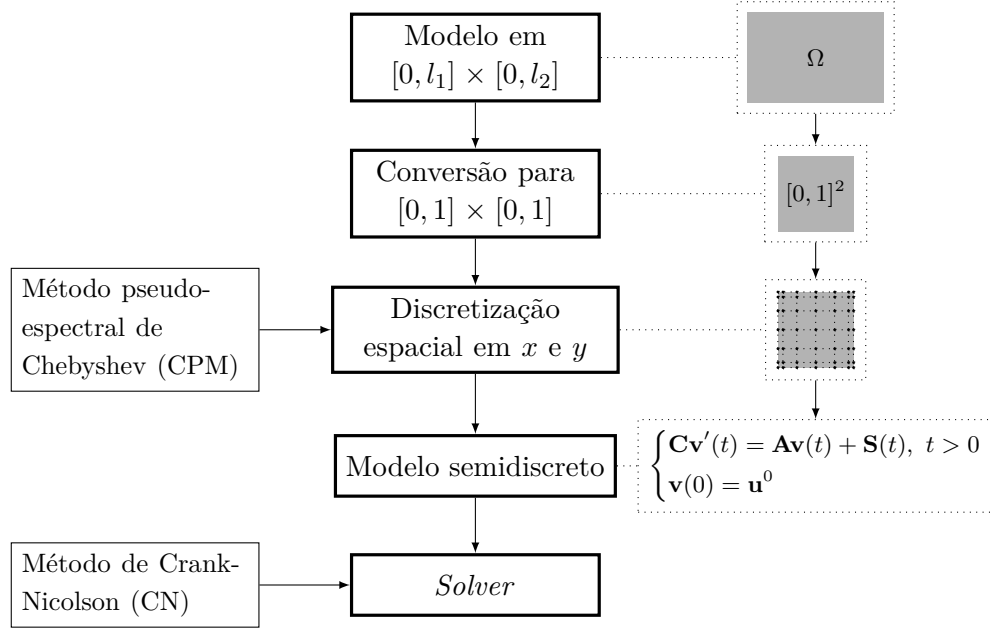 Modelo em
[0, l₁] × [0, l₂]
Ω
Conversão para
[0, 1] × [0, 1]
[0, 1]²
Método pseudo-
espectral de
Chebyshev (CPM)
Discretização
espacial em x e y
Modelo semidiscreto
Cv′(t) = Av(t) + S(t), t > 0
v(0) = u⁰
Método de Crank-
Nicolson (CN)
Solver